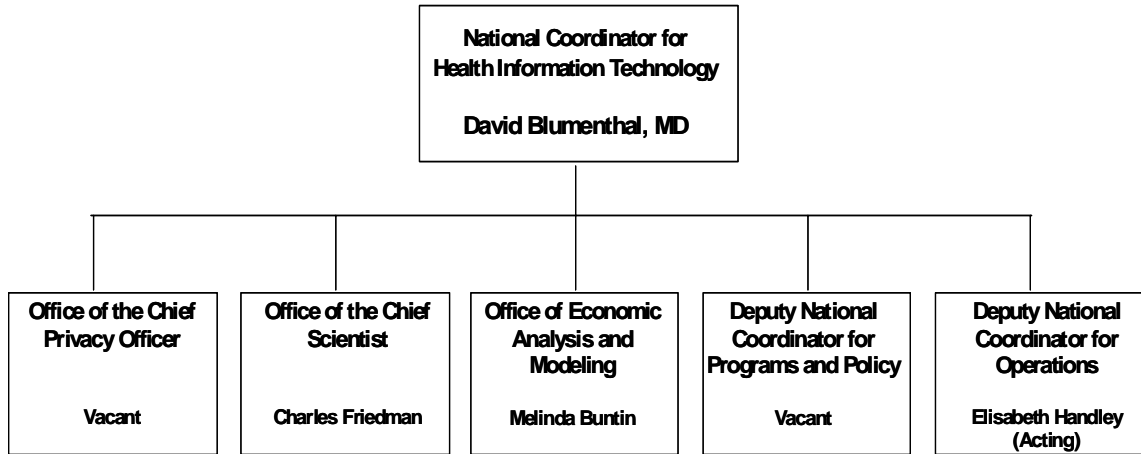 National Coordinator for
Health Information Technology
David Blumenthal, MD
Office of the Chief
Privacy Officer
Vacant
Office of the Chief
Scientist
Charles Friedman
Office of Economic
Analysis and
Modeling
Melinda Buntin
Deputy National
Coordinator for
Programs and Policy
Vacant
Deputy National
Coordinator for
Operations
Elisabeth Handley
(Acting)